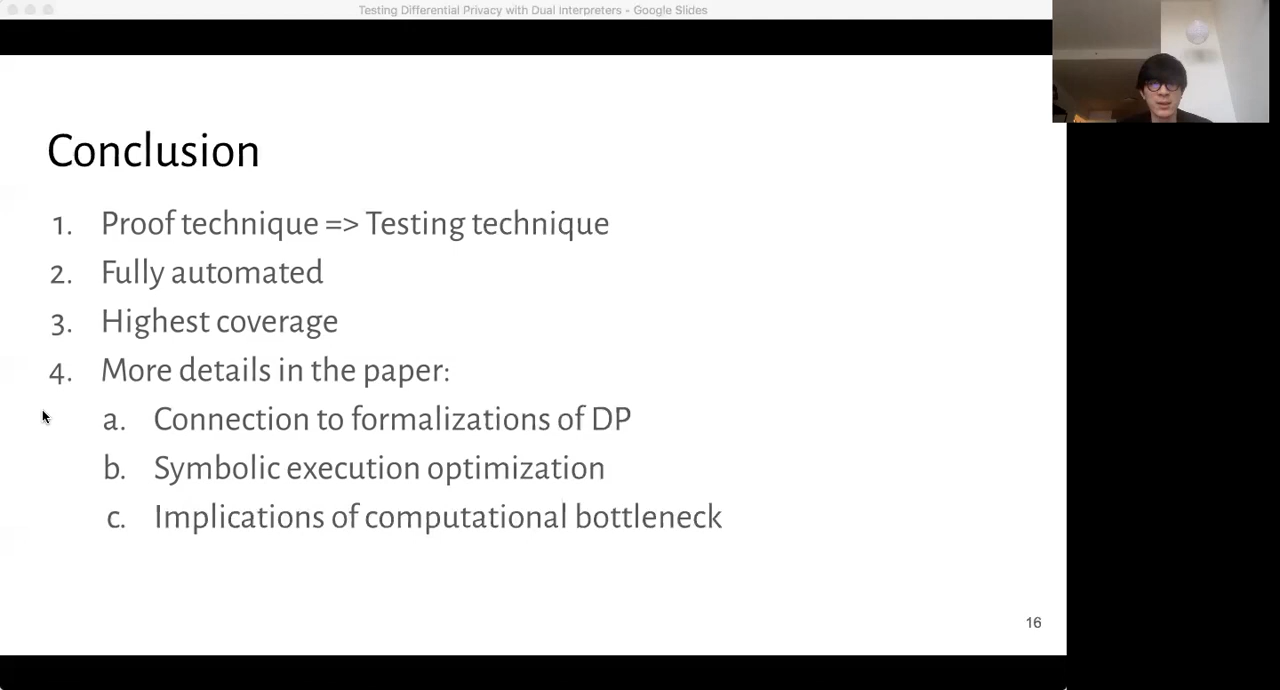 Testing Differential Privacy with Dual Interpreters - Google Slides
Conclusion
1. Proof technique => Testing technique
2. Fully automated
3. Highest coverage
4. More details in the paper:
a. Connection to formalizations of DP
b. Symbolic execution optimization
c. Implications of computational bottleneck
16